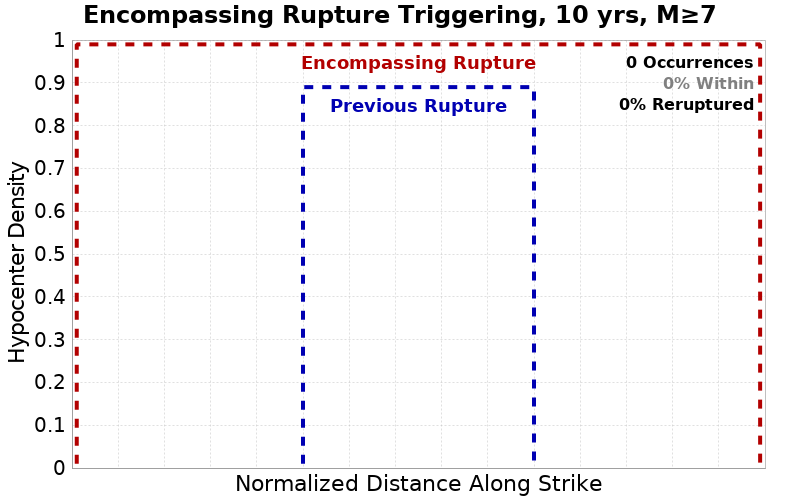 Encompassing Rupture Triggering, 10 yrs, M≥7
1
Encompassing Rupture
0 Occurrences
0% Within
0% Reruptured
0.9
Previous Rupture
0.8
0.7
0.6
0.5
0.4
0.3
0.2
0.1
0
Hypocenter Density
Normalized Distance Along Strike